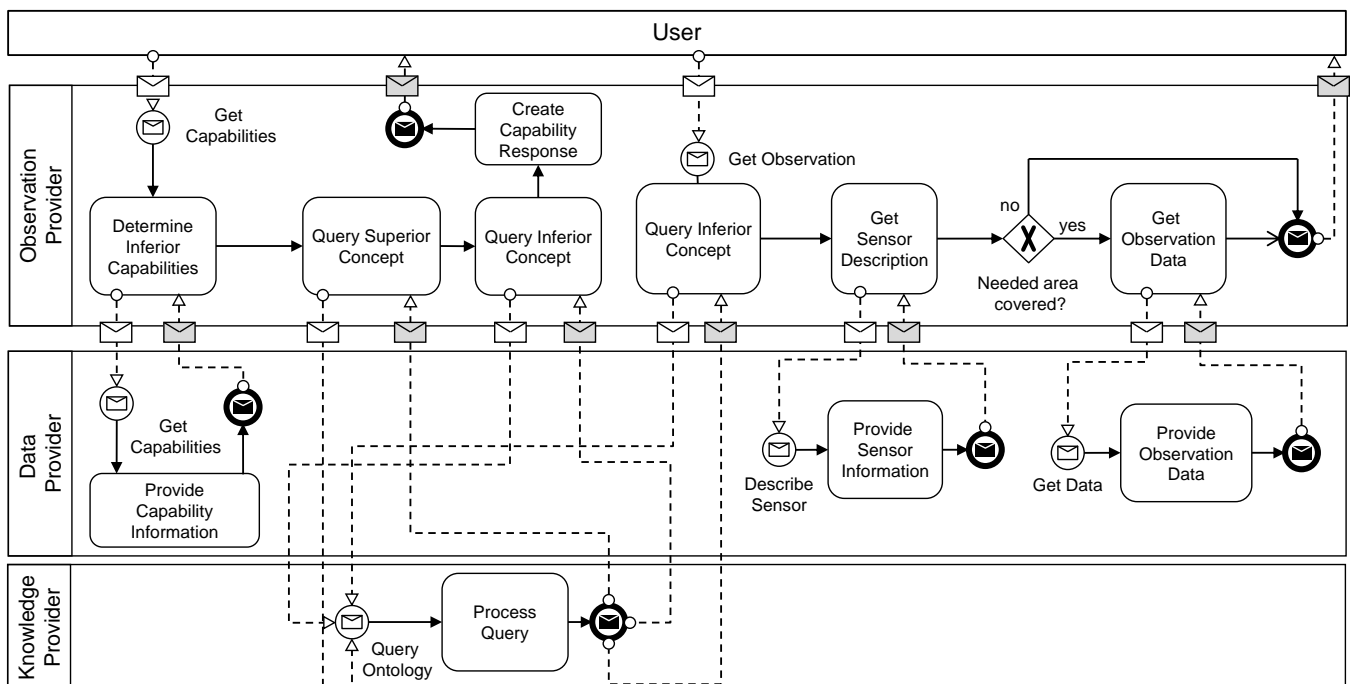 User
Observation
Provider
Get
Capabilities
Create
Capability
Response
Get Observation
Determine
Inferior
Capabilities
Query Superior
Concept
Query Inferior
Concept
Query Inferior
Concept
Get
Sensor
Description
no
yes
Needed area
covered?
Get
Observation
Data
Data
Provider
Get
Capabilities
Provide
Capability
Information
Describe
Sensor
Provide
Sensor
Information
Get Data
Provide
Observation
Data
Knowledge
Provider
Query
Ontology
Process
Query